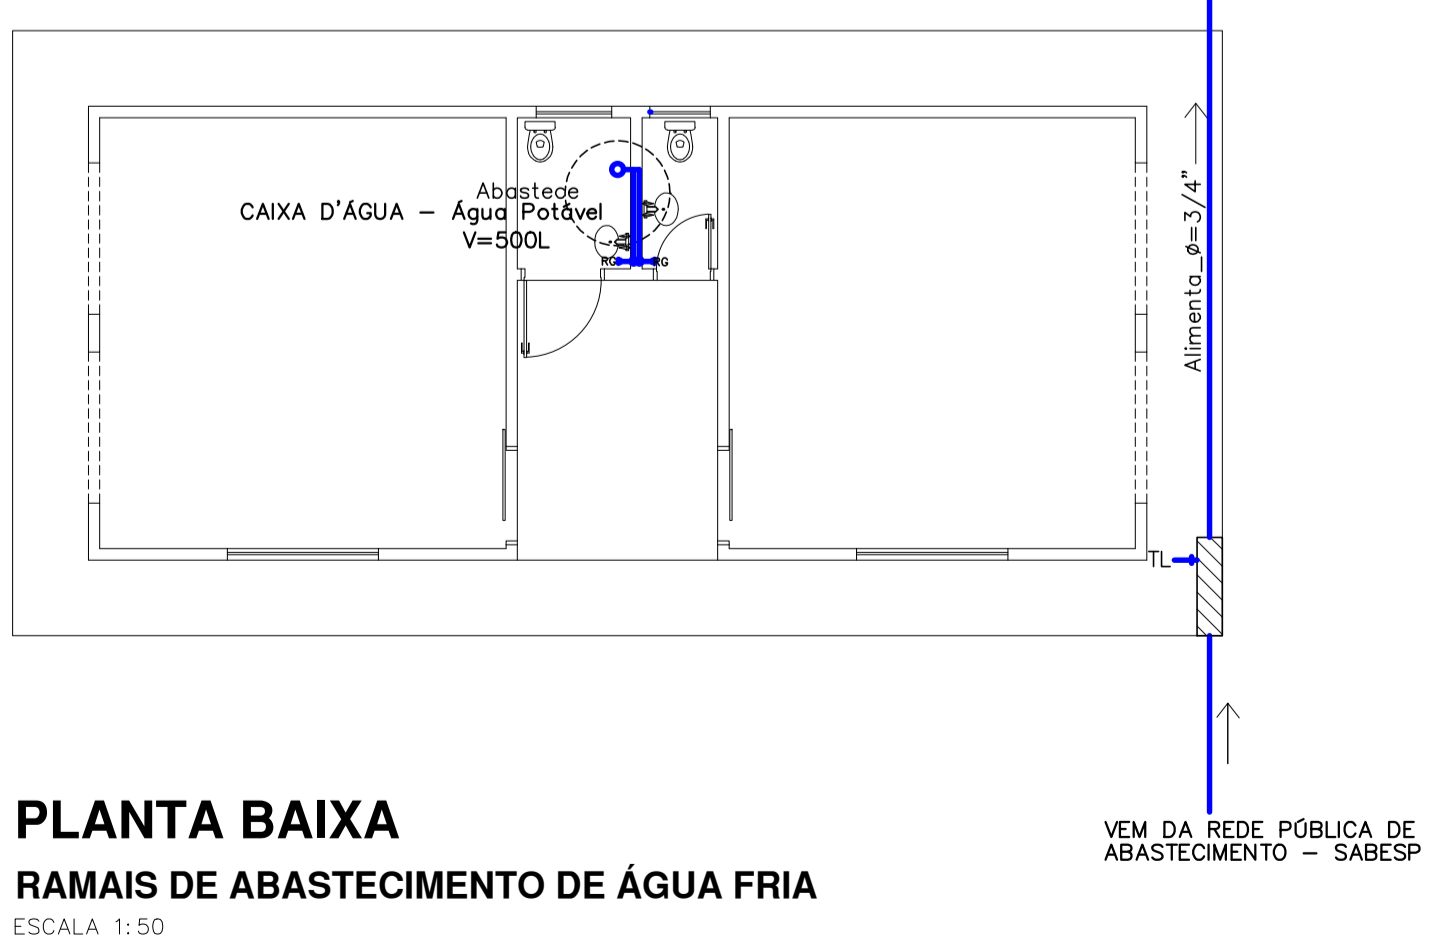 Abastede
CAIXA D'ÁGUA – Água Potável
V=500L
RG
RG
Alimenta_ø=3/4"
TL
PLANTA BAIXA
RAMAIS DE ABASTECIMENTO DE ÁGUA FRIA
ESCALA 1:50
VEM DA REDE PÚBLICA DE
ABASTECIMENTO – SABESP